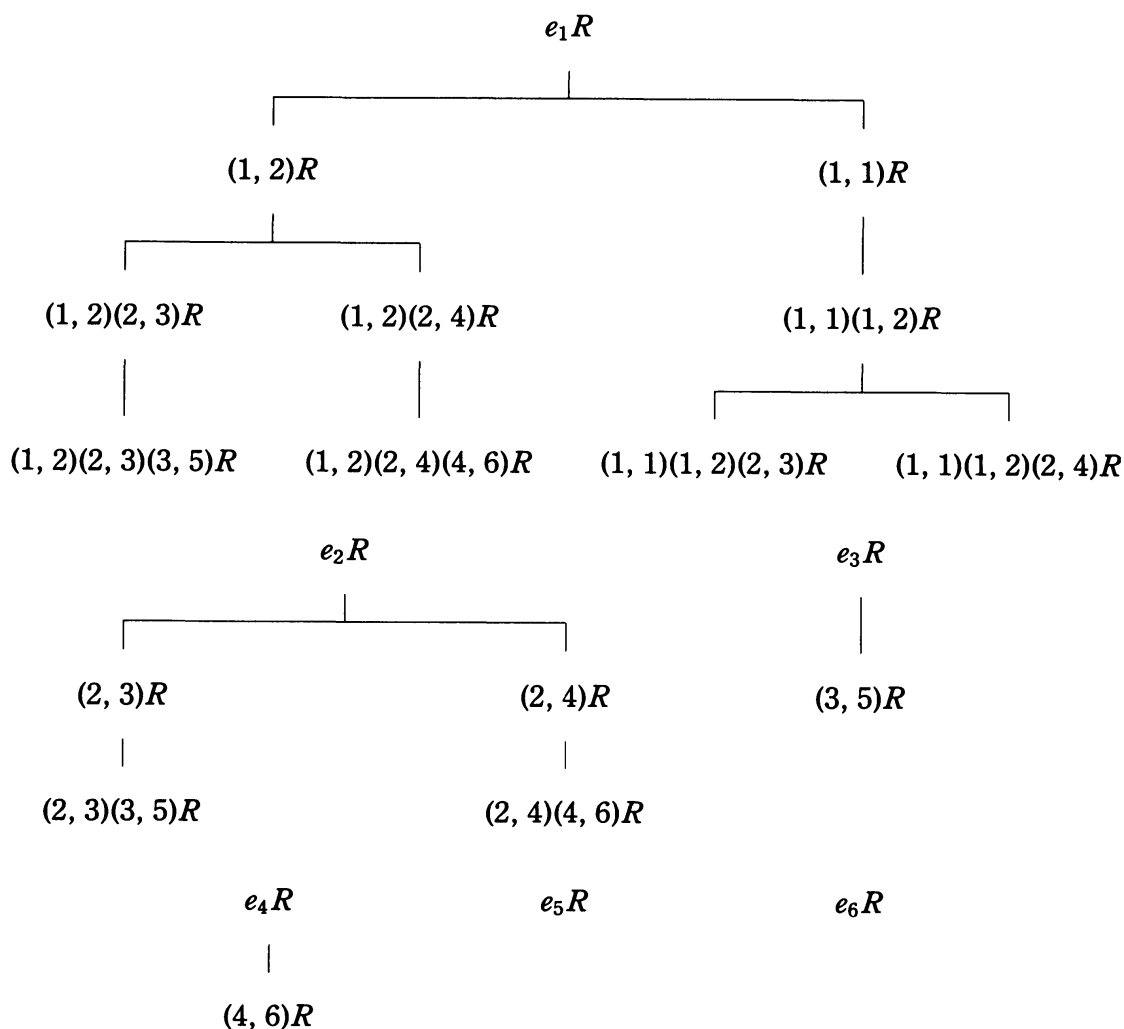 e₁R
(1, 2)R (1, 1)R
(1, 2)(2, 3)R (1, 2)(2, 4)R (1, 1)(1, 2)R
(1, 2)(2, 3)(3, 5)R (1, 2)(2, 4)(4, 6)R (1, 1)(1, 2)(2, 3)R (1, 1)(1, 2)(2, 4)R
e₂R e₃R
(2, 3)R (2, 4)R (3, 5)R
(2, 3)(3, 5)R (2, 4)(4, 6)R
e₄R e₅R e₆R
(4, 6)R